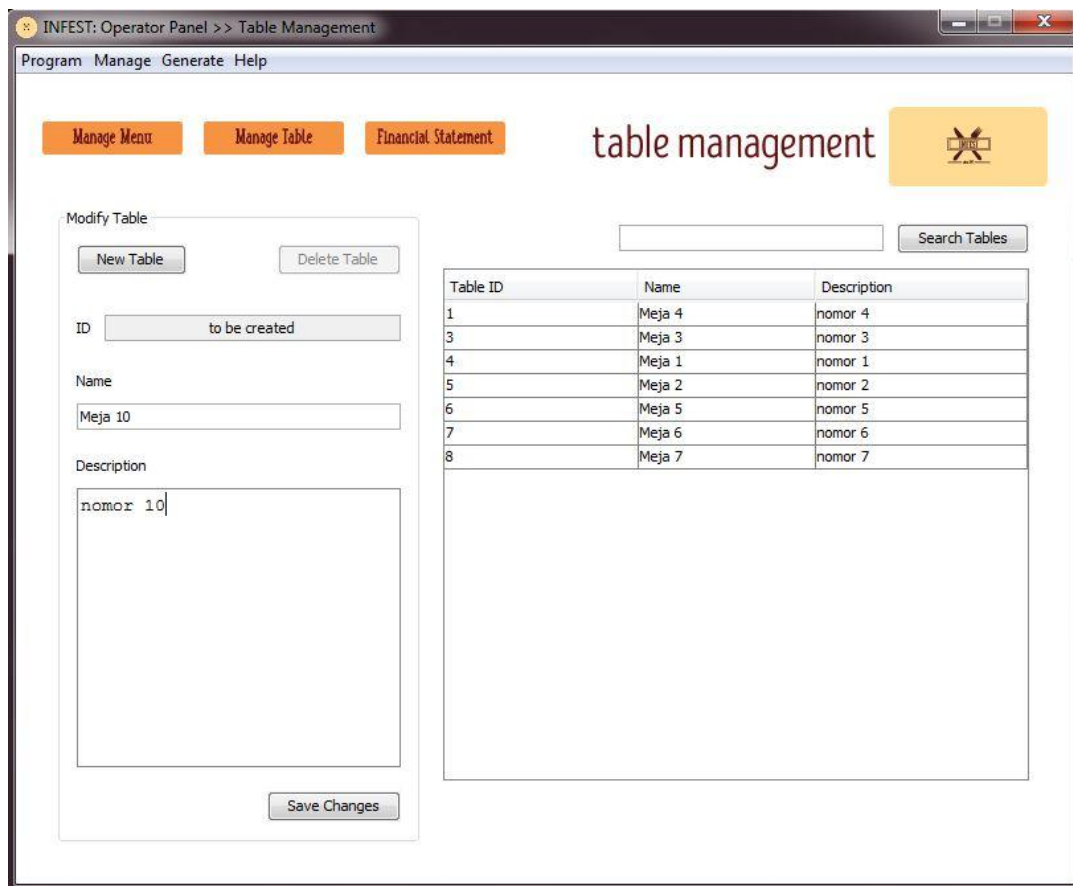 INFEST: Operator Panel >> Table Management
Program Manage Generate Help
Manage Menu Manage Table Financial Statement
table management
INFEST
Modify Table
New Table Delete Table
ID to be created
Name
Meja 10
Description
nomor 10
Save Changes
Search Tables
Table ID Name Description
1 Meja 4 nomor 4
3 Meja 3 nomor 3
4 Meja 1 nomor 1
5 Meja 2 nomor 2
6 Meja 5 nomor 5
7 Meja 6 nomor 6
8 Meja 7 nomor 7